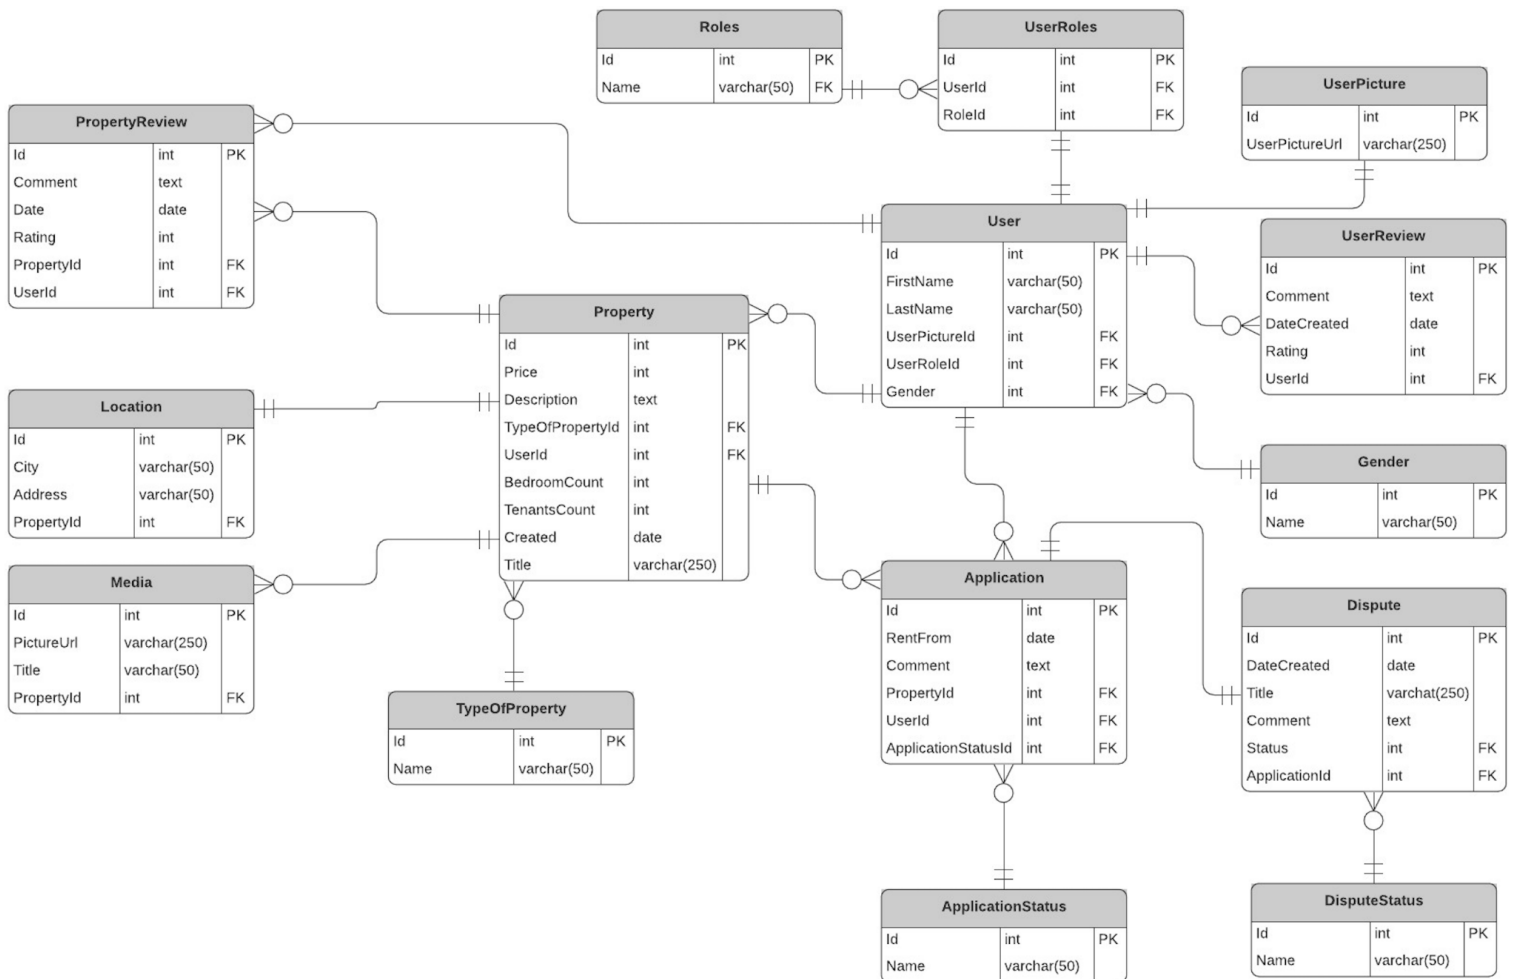 Roles
Id int PK
Name varchar(50) FK
UserRoles
Id int PK
UserId int FK
RoleId int FK
UserPicture
Id int PK
UserPictureUrl varchar(250)
PropertyReview
Id int PK
Comment text
Date date
Rating int
PropertyId int FK
UserId int FK
User
Id int PK
FirstName varchar(50)
LastName varchar(50)
UserPictureId int FK
UserRoleId int FK
Gender int FK
UserReview
Id int PK
Comment text
DateCreated date
Rating int
UserId int FK
Property
Id int PK
Price int
Description text
TypeOfPropertyId int FK
UserId int FK
BedroomCount int
TenantsCount int
Created date
Title varchar(250)
Location
Id int PK
City varchar(50)
Address varchar(50)
PropertyId int FK
Gender
Id int PK
Name varchar(50)
Media
Id int PK
PictureUrl varchar(250)
Title varchar(50)
PropertyId int FK
Application
Id int PK
RentFrom date
Comment text
PropertyId int FK
UserId int FK
ApplicationStatusId int FK
Dispute
Id int PK
DateCreated date
Title varchat(250)
Comment text
Status int FK
ApplicationId int FK
TypeOfProperty
Id int PK
Name varchar(50)
ApplicationStatus
Id int PK
Name varchar(50)
DisputeStatus
Id int PK
Name varchar(50)